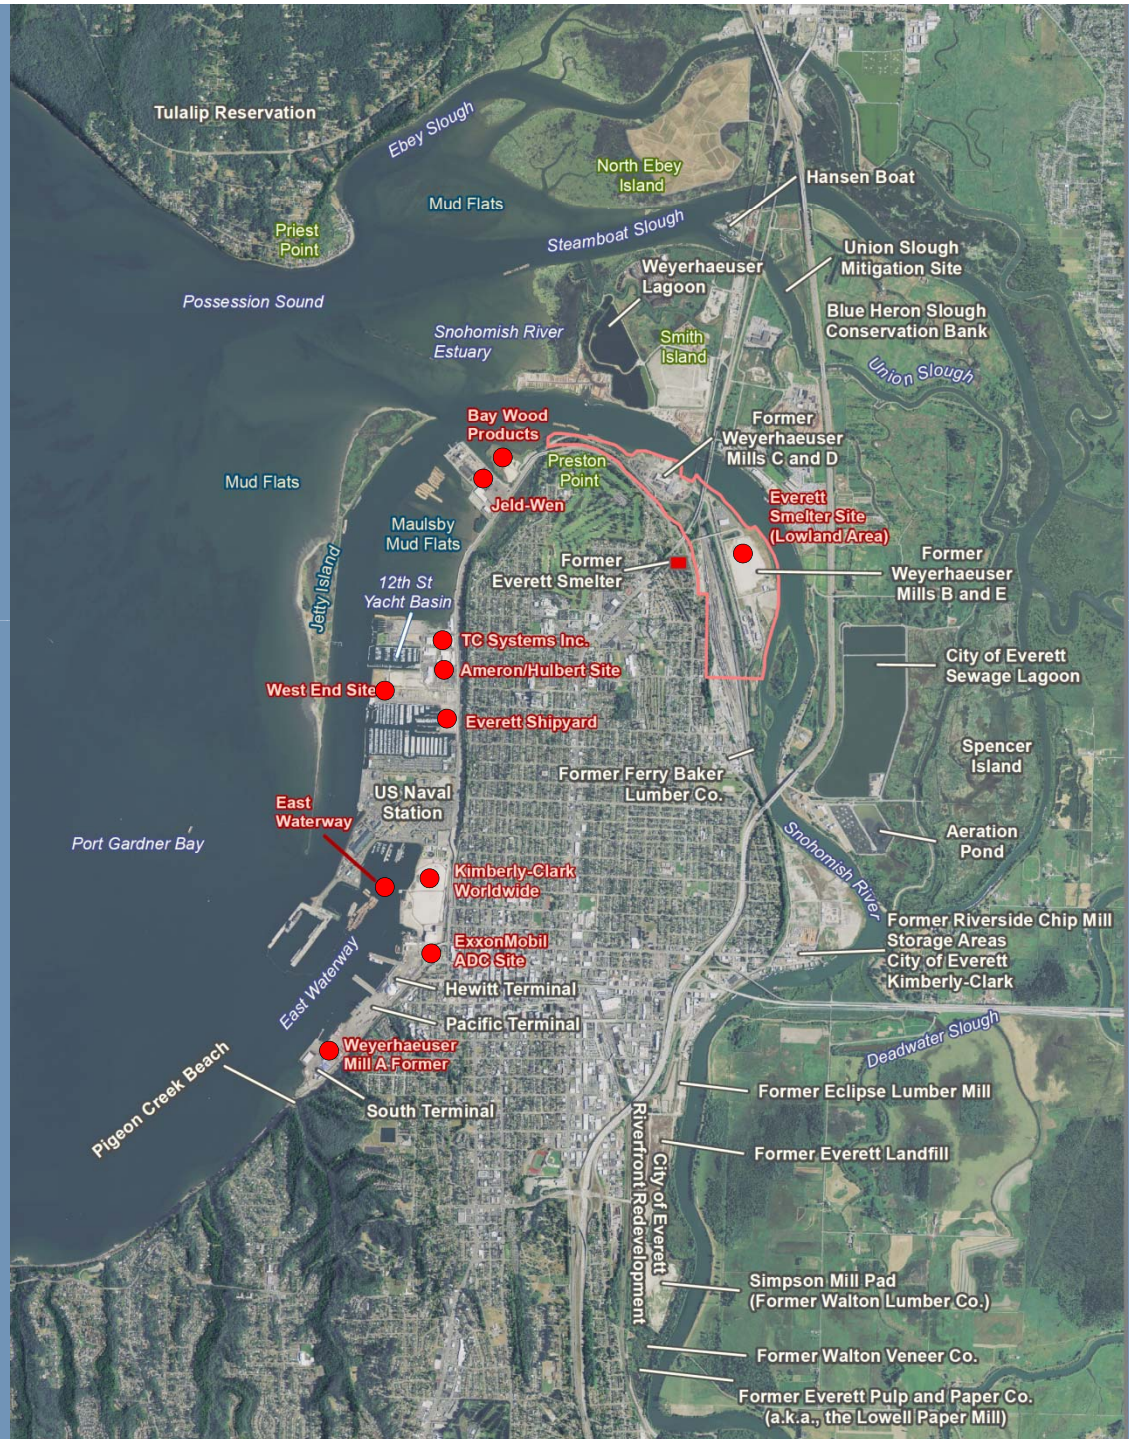 Tulalip Reservation
Ebey Slough
North Ebey
Island
Hansen Boat
Mud Flats
Priest
Point
Steamboat Slough
Union Slough
Mitigation Site
Weyerhaeuser
Lagoon
Possession Sound
Blue Heron Slough
Conservation Bank
Snohomish River
Estuary
Smith
Island
Union Slough
Bay Wood
Products
Former
Weyerhaeuser
Mills C and D
Preston
Point
Mud Flats
Jeld-Wen
Everett
Smelter Site
(Lowland Area)
Maulsby
Mud Flats
Former
Everett Smelter
Former
Weyerhaeuser
Mills B and E
Jetty Island
12th St
Yacht Basin
TC Systems Inc.
Ameron/Hulbert Site
City of Everett
Sewage Lagoon
West End Site
Everett Shipyard
Spencer
Island
Former Ferry Baker
Lumber Co.
US Naval
Station
East
Waterway
Port Gardner Bay
Aeration
Pond
Snohomish River
Kimberly-Clark
Worldwide
Former Riverside Chip Mill
Storage Areas
City of Everett
Kimberly-Clark
ExxonMobil
ADC Site
East Waterway
Hewitt Terminal
Pacific Terminal
Deadwater Slough
Weyerhaeuser
Mill A Former
Pigeon Creek Beach
South Terminal
Former Eclipse Lumber Mill
Former Everett Landfill
City of Everett
Riverfront Redevelopment
Simpson Mill Pad
(Former Walton Lumber Co.)
Former Walton Veneer Co.
Former Everett Pulp and Paper Co.
(a.k.a., the Lowell Paper Mill)